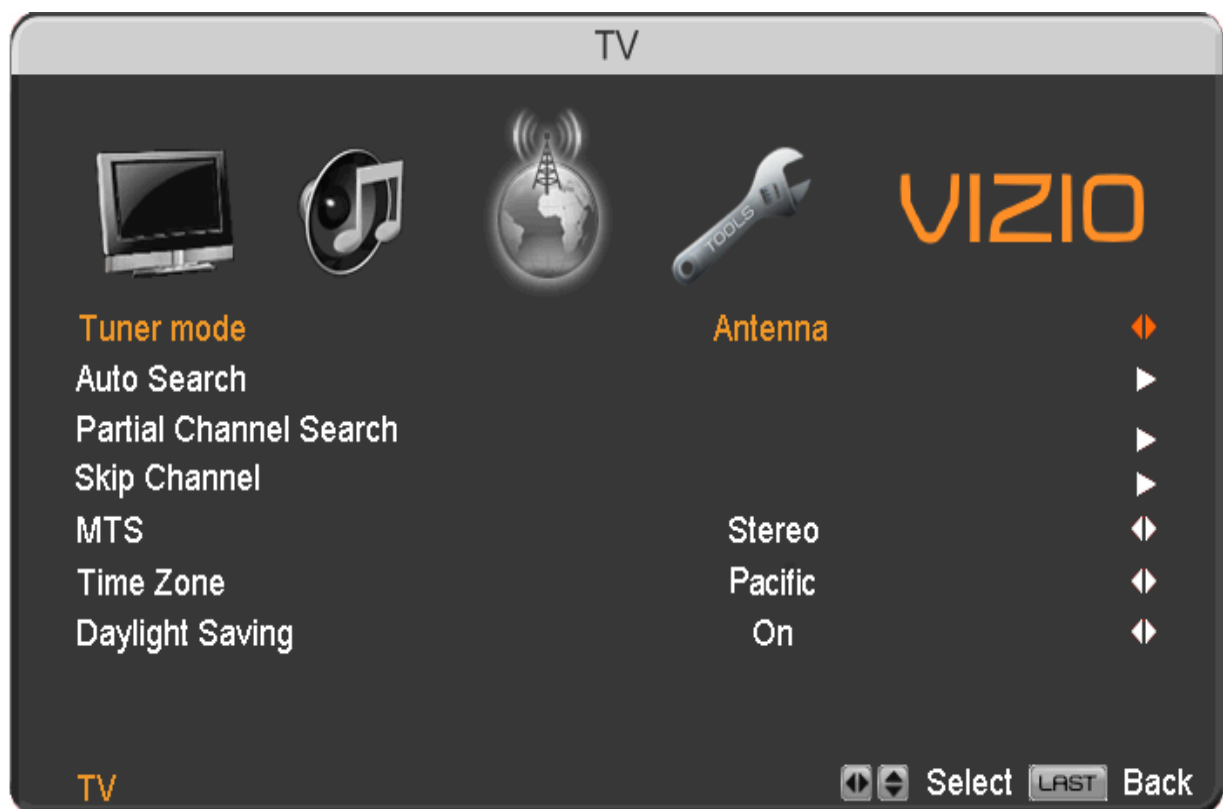 TV
TOOLS
VIZIO
Tuner mode Antenna
Auto Search
Partial Channel Search
Skip Channel
MTS Stereo
Time Zone Pacific
Daylight Saving On
TV Select LAST Back